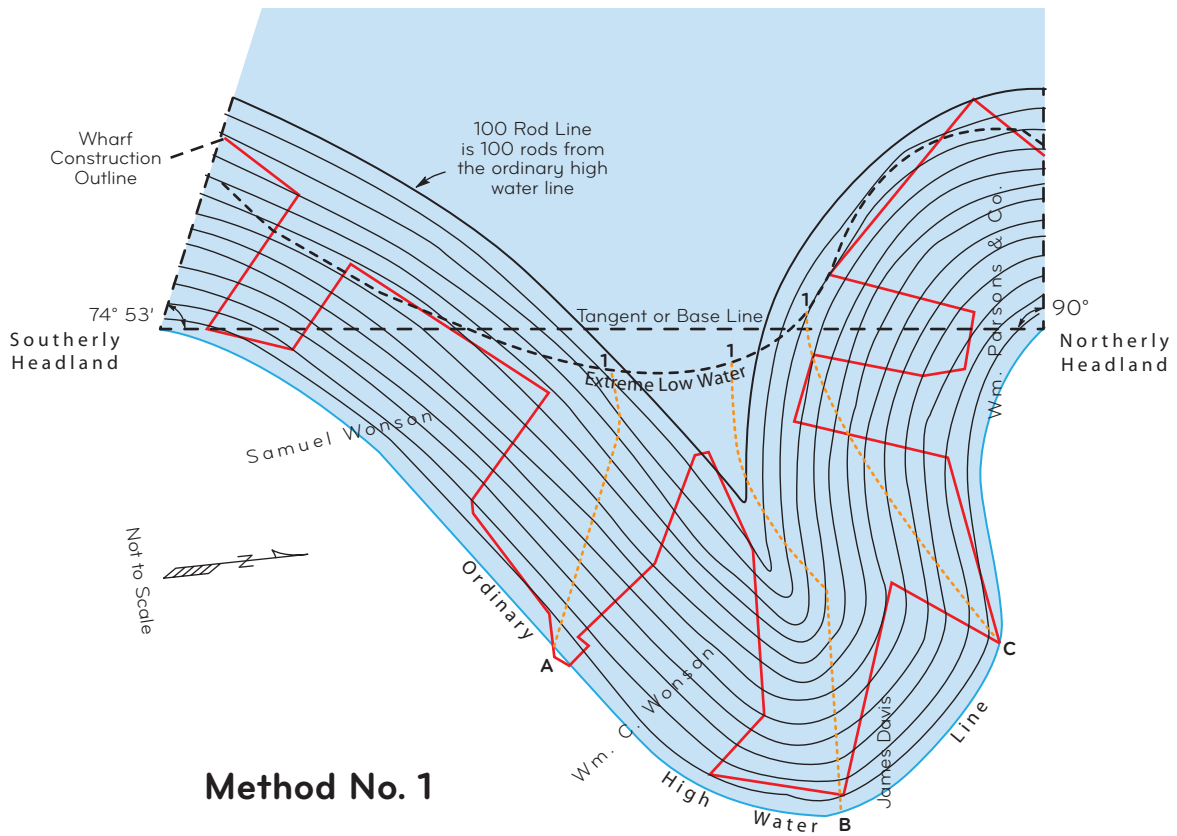 Wharf
Construction
Outline
100 Rod Line
is 100 rods from
the ordinary high
water line
74° 53'
Southerly
Headland
Tangent or Base Line
1
1
1
Extreme Low Water
90°
Northerly
Headland
Wm. Parsons & Co.
Samuel Wonson
N
Not to Scale
Ordinary
A
C
Wm. C. Wonson
James Davis
Line
High
Water
B
Method No. 1